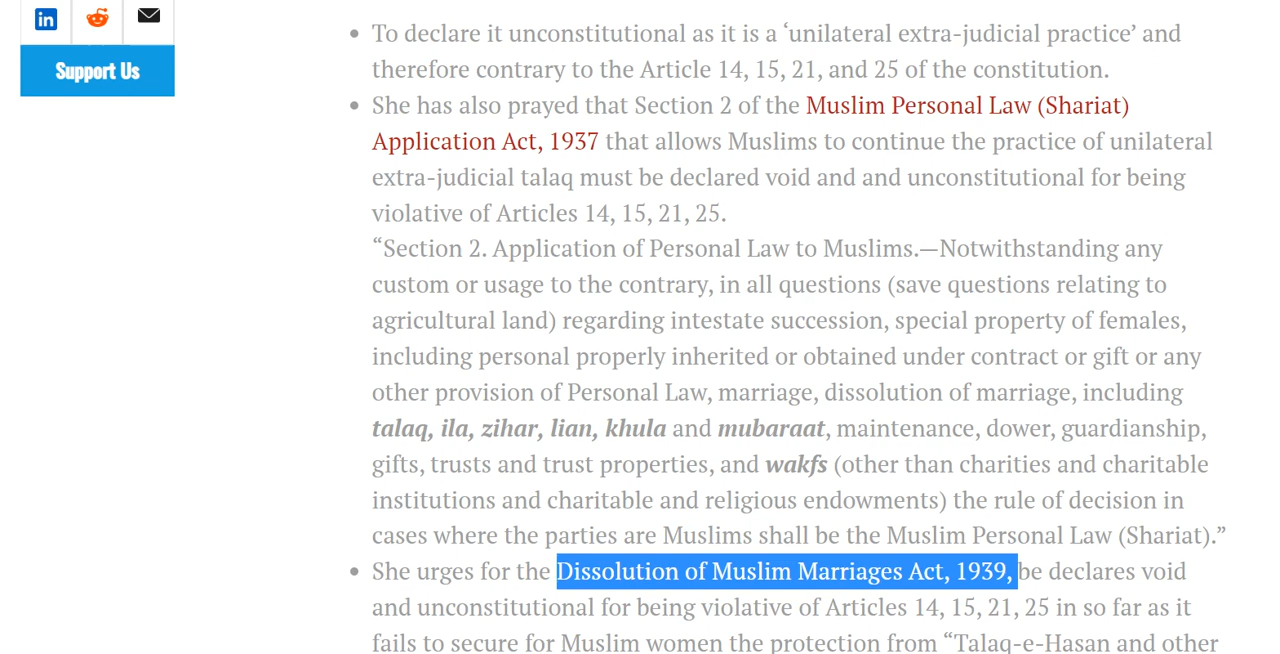 Support Us
To declare it unconstitutional as it is a ‘unilateral extra-judicial practice’ and
therefore contrary to the Article 14, 15, 21, and 25 of the constitution.
She has also prayed that Section 2 of the Muslim Personal Law (Shariat)
Application Act, 1937 that allows Muslims to continue the practice of unilateral
extra-judicial talaq must be declared void and and unconstitutional for being
violative of Articles 14, 15, 21, 25.
“Section 2. Application of Personal Law to Muslims.—Notwithstanding any
custom or usage to the contrary, in all questions (save questions relating to
agricultural land) regarding intestate succession, special property of females,
including personal properly inherited or obtained under contract or gift or any
other provision of Personal Law, marriage, dissolution of marriage, including
talaq, ila, zihar, lian, khula and mubaraat, maintenance, dower, guardianship,
gifts, trusts and trust properties, and wakfs (other than charities and charitable
institutions and charitable and religious endowments) the rule of decision in
cases where the parties are Muslims shall be the Muslim Personal Law (Shariat).”
She urges for the Dissolution of Muslim Marriages Act, 1939, be declares void
and unconstitutional for being violative of Articles 14, 15, 21, 25 in so far as it
fails to secure for Muslim women the protection from “Talaq-e-Hasan and other